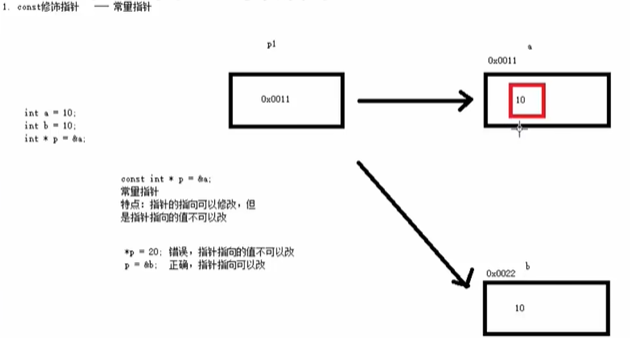 1. const修饰指针 —— 常量指针
p1
a
0x0011
0x0011
10
int a = 10;
int b = 10;
int * p = &a;
const int * p = &a;
常量指针
特点：指针的指向可以修改，但
是指针指向的值不可以改
*p = 20; 错误，指针指向的值不可以改
p = &b; 正确，指针指向可以改
b
0x0022
10